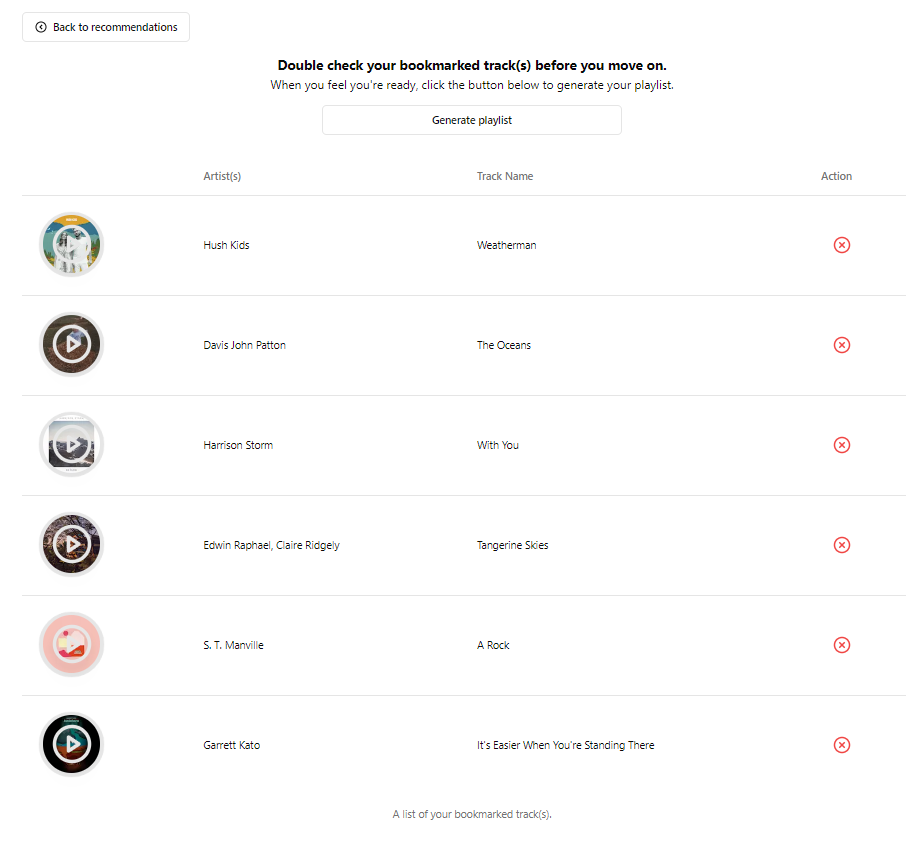 Back to recommendations
Double check your bookmarked track(s) before you move on.
When you feel you're ready, click the button below to generate your playlist.
Generate playlist
Artist(s) Track Name Action
Hush Kids Weatherman
Davis John Patton The Oceans
Harrison Storm With You
Edwin Raphael, Claire Ridgely Tangerine Skies
S. T. Manville A Rock
Garrett Kato It's Easier When You're Standing There
A list of your bookmarked track(s).